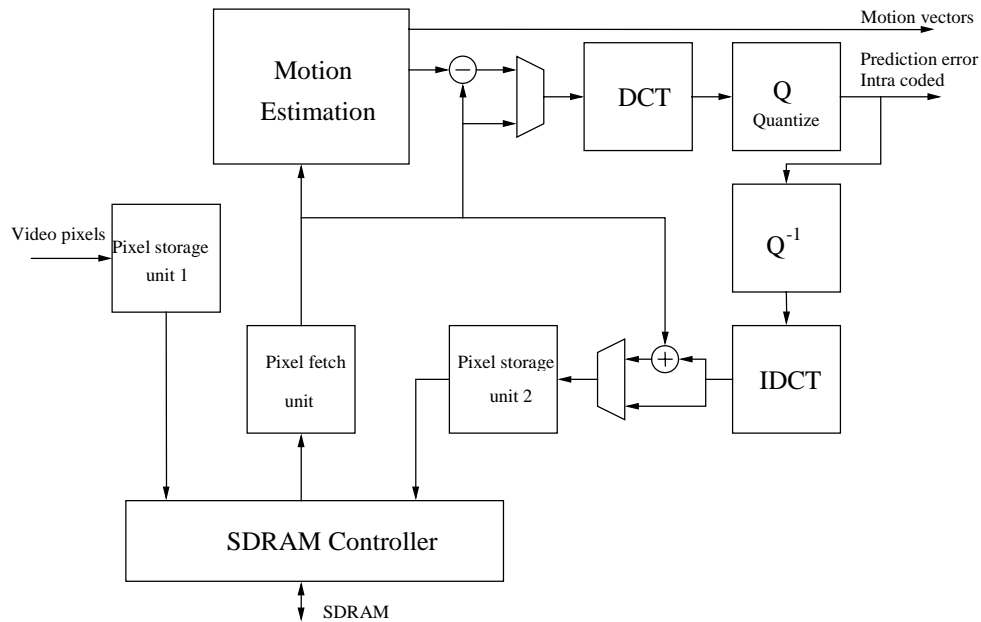 Motion vectors
Prediction error
Intra coded
Motion
Estimation
−
DCT
Q
Quantize
Video pixels
Pixel storage
unit 1
Q-1
Pixel fetch
unit
Pixel storage
unit 2
+
IDCT
SDRAM Controller
SDRAM